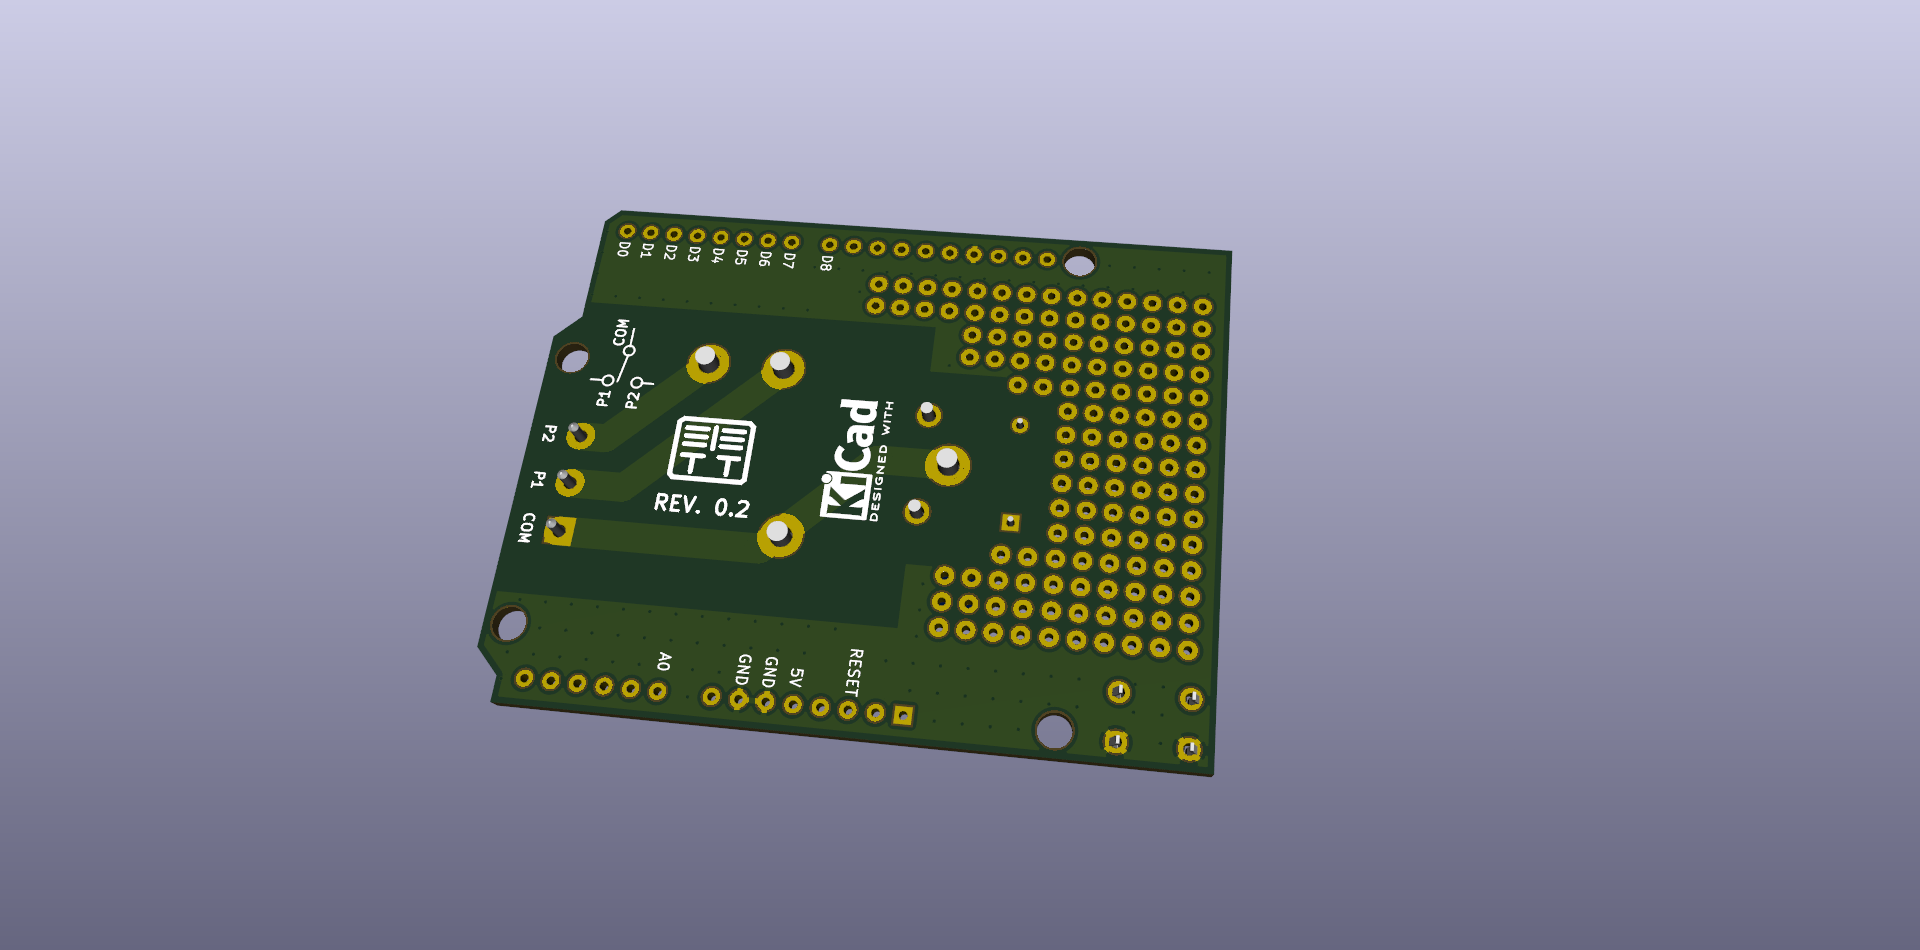 D0 D1 D2 D3 D4 D5 D6 D7 D8
COM
P1 P2
P2
P1
COM
REV. 0.2
KiCad
DESIGNED WITH
A0 GND GND 5V RESET